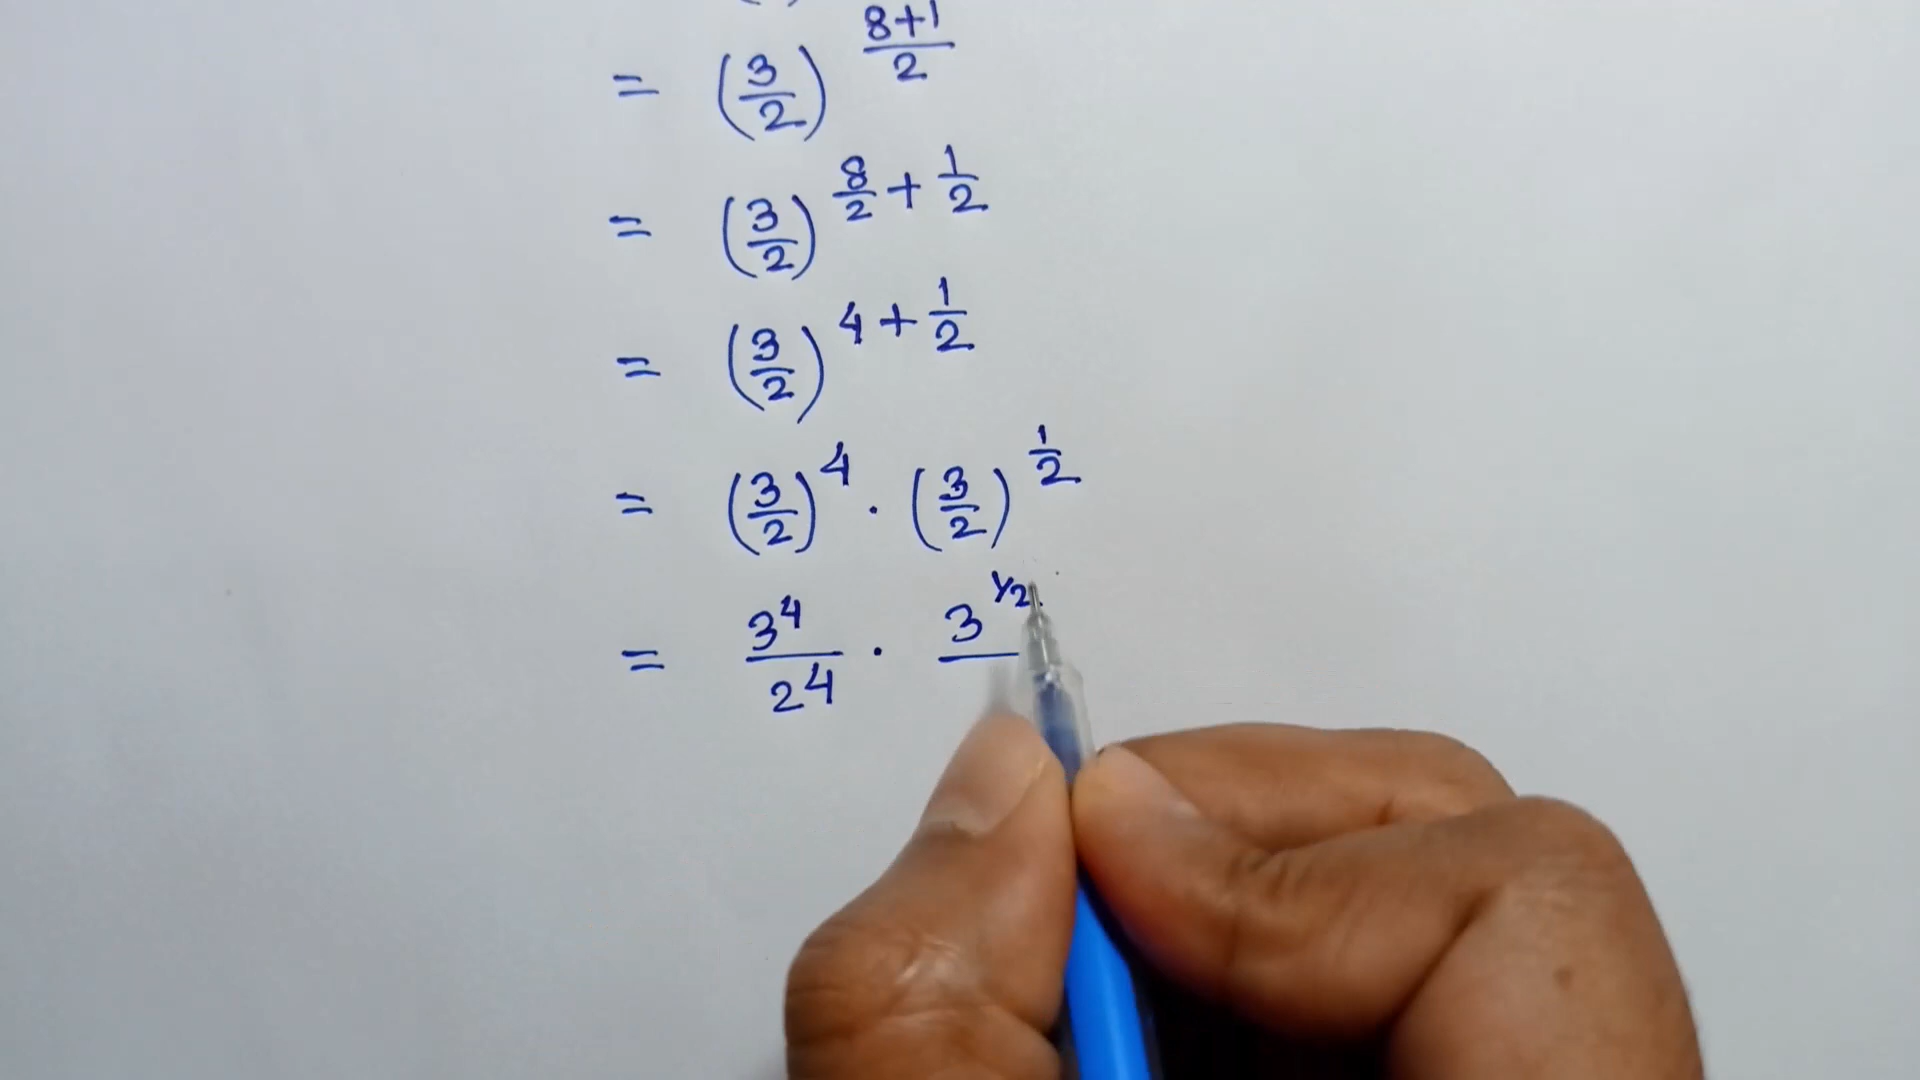 = (3/2)^((8+1)/2)
= (3/2)^(8/2 + 1/2)
= (3/2)^(4 + 1/2)
= (3/2)^4 · (3/2)^(1/2)
= 3^4/2^4 · 3^(1/2)/